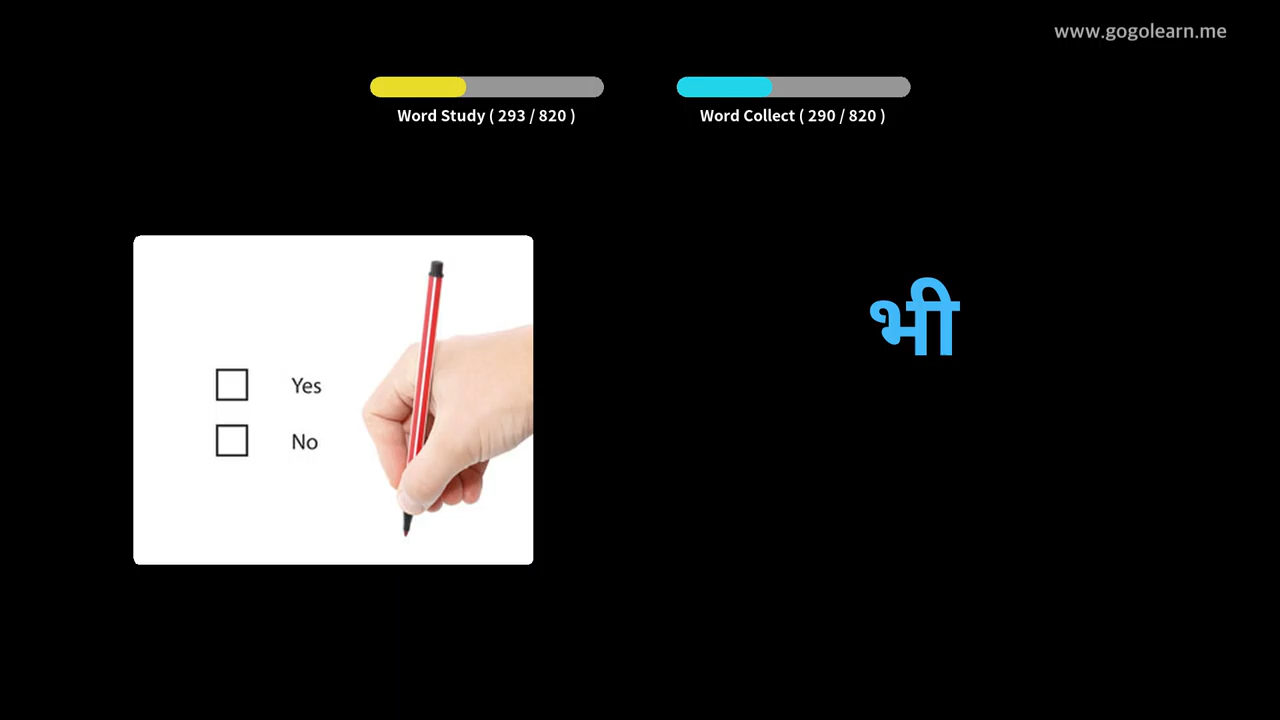 www.gogolearn.me
Word Study ( 293 / 820 )
Word Collect ( 290 / 820 )
भी
Yes
No